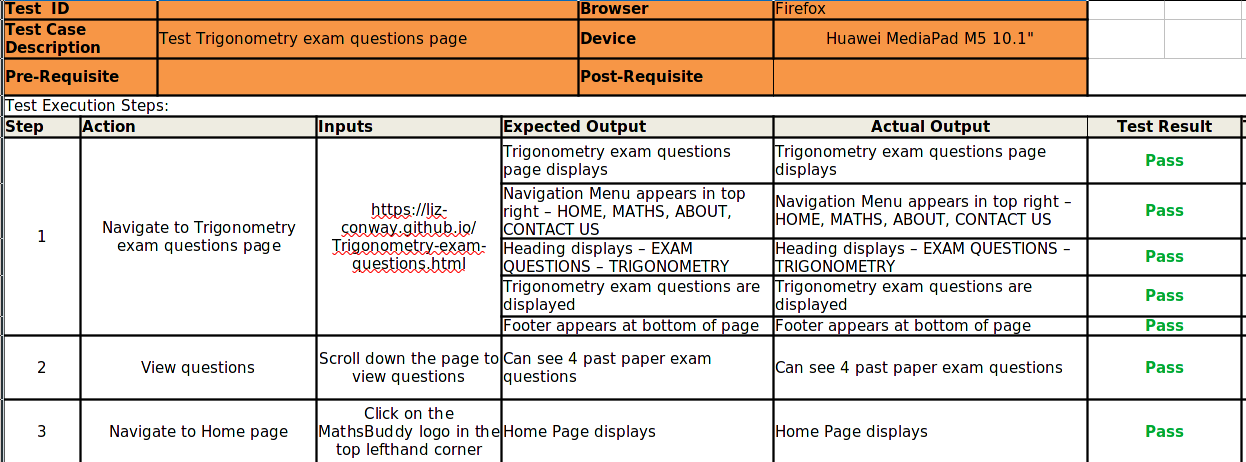 Test  ID
Browser
Firefox
Test Case
Description
Test Trigonometry exam questions page
Device
Huawei MediaPad M5 10.1"
Pre-Requisite
Post-Requisite
Test Execution Steps:
Step
Action
Inputs
Expected Output
Actual Output
Test Result
1
Navigate to Trigonometry
exam questions page
https://liz-
conway.github.io/
Trigonometry-exam-
questions.html
Trigonometry exam questions
page displays
Trigonometry exam questions page
displays
Pass
Navigation Menu appears in top
right – HOME, MATHS, ABOUT,
CONTACT US
Navigation Menu appears in top right –
HOME, MATHS, ABOUT, CONTACT US
Pass
Heading displays – EXAM
QUESTIONS – TRIGONOMETRY
Heading displays – EXAM QUESTIONS –
TRIGONOMETRY
Pass
Trigonometry exam questions are
displayed
Trigonometry exam questions are
displayed
Pass
Footer appears at bottom of page
Footer appears at bottom of page
Pass
2
View questions
Scroll down the page to
view questions
Can see 4 past paper exam
questions
Can see 4 past paper exam questions
Pass
3
Navigate to Home page
Click on the
MathsBuddy logo in the
top lefthand corner
Home Page displays
Home Page displays
Pass